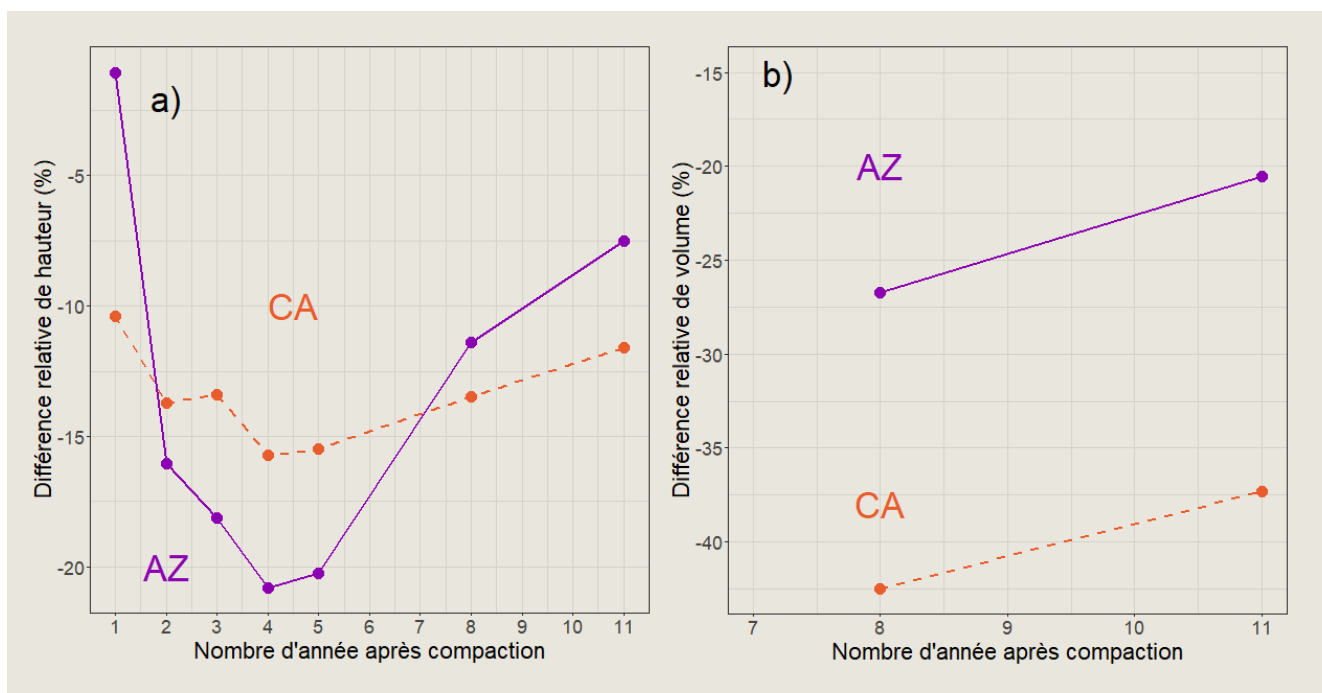 a)
CA
AZ
-5
-10
-15
-20
1 2 3 4 5 6 7 8 9 10 11
Différence relative de hauteur (%)
Nombre d'année après compaction
b)
AZ
CA
-15
-20
-25
-30
-35
-40
7 8 9 10 11
Différence relative de volume (%)
Nombre d'année après compaction